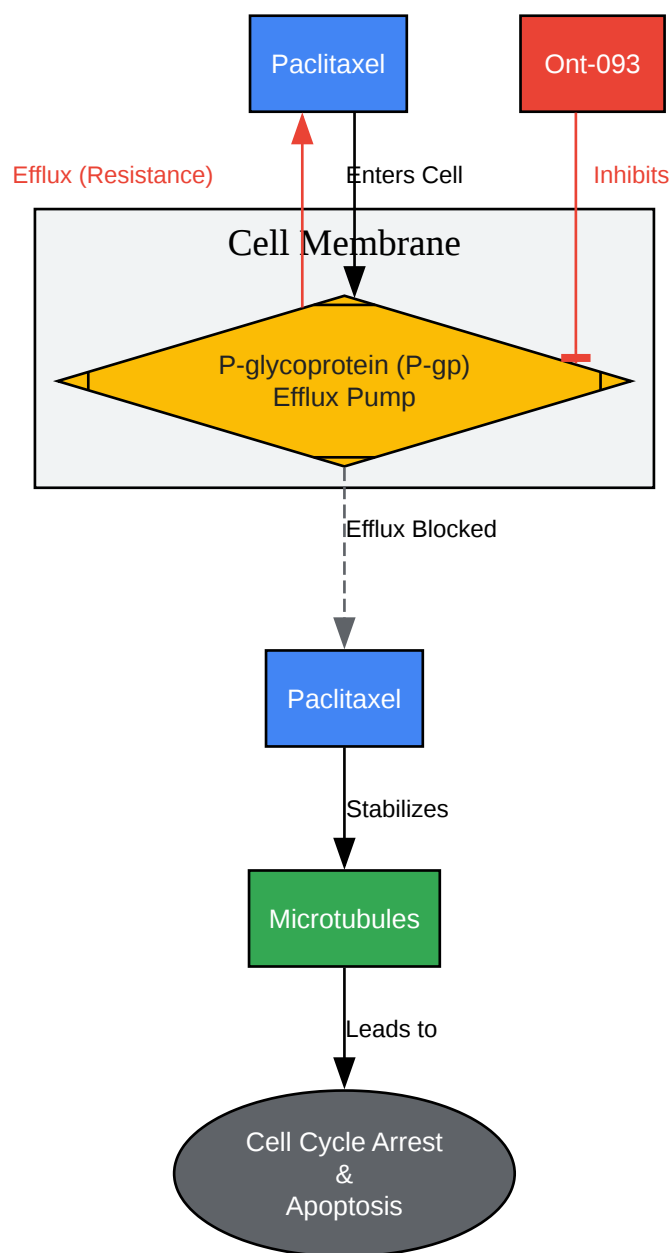 Paclitaxel
Ont-093
Efflux (Resistance)
Enters Cell
Inhibits
Cell Membrane
P-glycoprotein (P-gp)
Efflux Pump
Efflux Blocked
Paclitaxel
Stabilizes
Microtubules
Leads to
Cell Cycle Arrest
&
Apoptosis